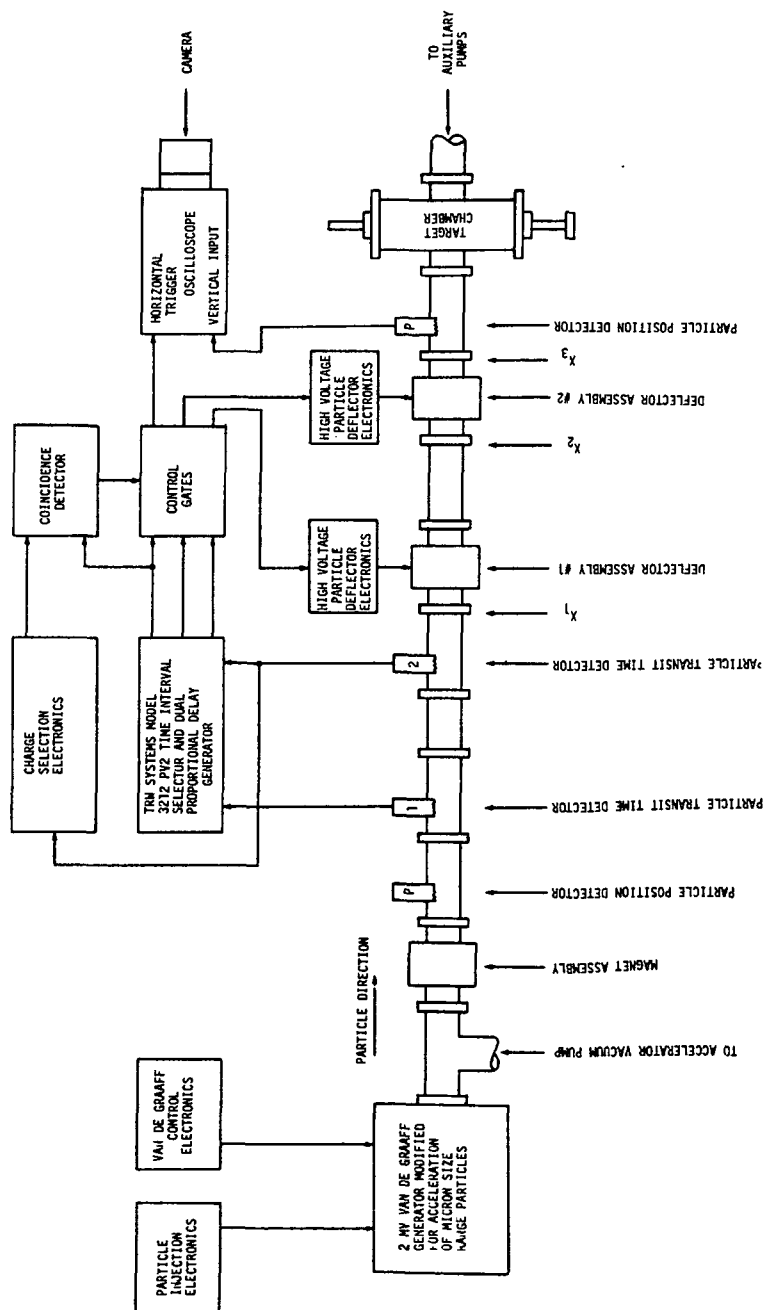 CAMERA
HORIZONTAL
TRIGGER
OSCILLOSCOPE
VERTICAL INPUT
COINCIDENCE
DETECTOR
CONTROL
GATES
CHARGE
SELECTION
ELECTRONICS
TRW SYSTEMS MODEL
3212 PV2 TIME INTERVAL
SELECTOR AND DUAL
PROPORTIONAL DELAY
GENERATOR
HIGH VOLTAGE
PARTICLE
DEFLECTOR
ELECTRONICS
HIGH VOLTAGE
PARTICLE
DEFLECTOR
ELECTRONICS
VAN DE GRAAFF
CONTROL
ELECTRONICS
PARTICLE
INJECTION
ELECTRONICS
2 MV VAN DE GRAAFF
GENERATOR MODIFIED
FOR ACCELERATION
OF MICRON SIZE
RANGE PARTICLES
PARTICLE DIRECTION
P
1
2
P
TARGET
CHAMBER
TO
AUXILIARY
PUMPS
TO ACCELERATOR VACUUM PUMP
MAGNET ASSEMBLY
PARTICLE POSITION DETECTOR
PARTICLE TRANSIT TIME DETECTOR
PARTICLE TRANSIT TIME DETECTOR
X1
DEFLECTOR ASSEMBLY #1
X2
DEFLECTOR ASSEMBLY #2
X3
PARTICLE POSITION DETECTOR